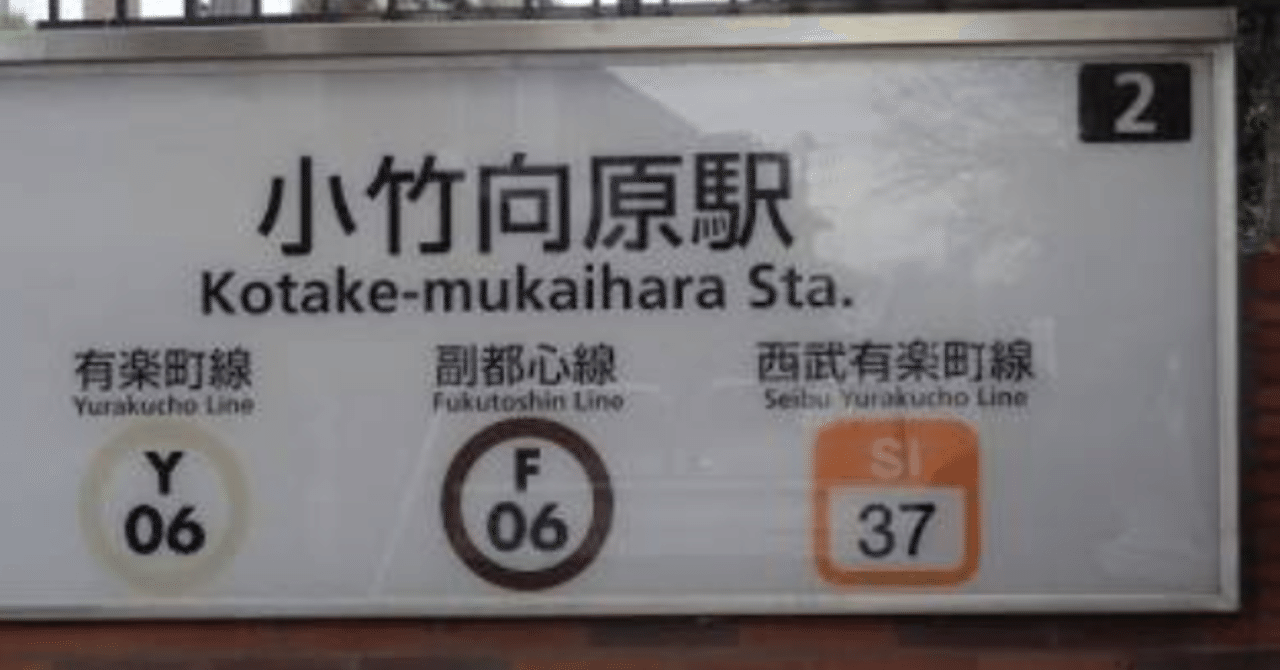 2
小竹向原駅
Kotake-mukaihara Sta.
有楽町線
Yurakucho Line
Y
06
副都心線
Fukutoshin Line
F
06
西武有楽町線
Seibu Yurakucho Line
SI
37